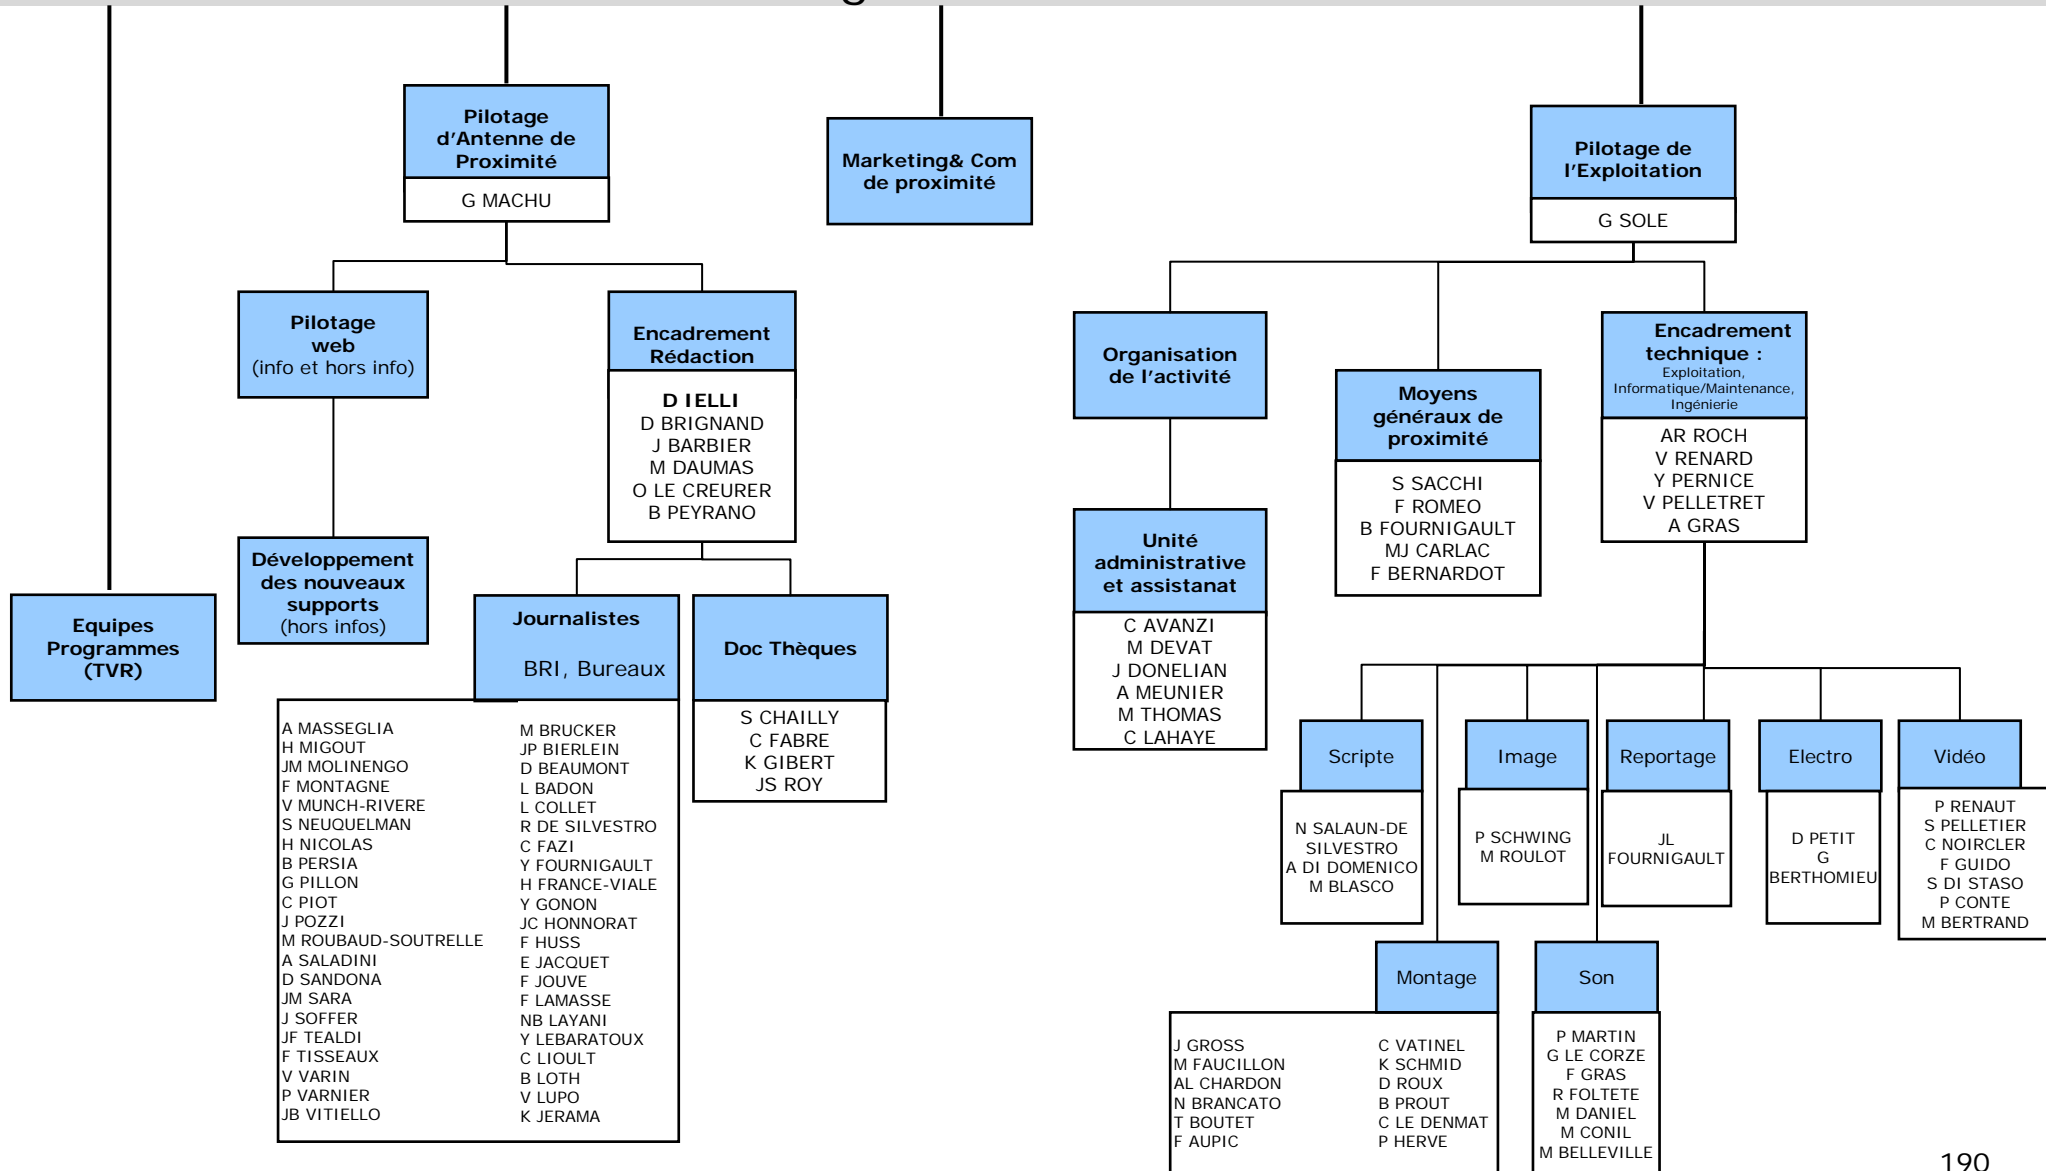 Pilotage
d'Antenne de
Proximité
G MACHU
Marketing& Com
de proximité
Pilotage de
l'Exploitation
G SOLE
Pilotage
web
(info et hors info)
Encadrement
Rédaction
D IELLI
D BRIGNAND
J BARBIER
M DAUMAS
O LE CREURER
B PEYRANO
Organisation
de l'activité
Moyens
généraux de
proximité
S SACCHI
F ROMEO
B FOURNIGAULT
MJ CARLAC
F BERNARDOT
Encadrement
technique :
Exploitation,
Informatique/Maintenance,
Ingénierie
AR ROCH
V RENARD
Y PERNICE
V PELLETRET
A GRAS
Développement
des nouveaux
supports
(hors infos)
Unité
administrative
et assistanat
C AVANZI
M DEVAT
J DONELIAN
A MEUNIER
M THOMAS
C LAHAYE
Equipes
Programmes
(TVR)
Journalistes
BRI, Bureaux
A MASSEGLIA
H MIGOUT
JM MOLINENGO
F MONTAGNE
V MUNCH-RIVERE
S NEUQUELMAN
H NICOLAS
B PERSIA
G PILLON
C PIOT
J POZZI
M ROUBAUD-SOUTRELLE
A SALADINI
D SANDONA
JM SARA
J SOFFER
JF TEALDI
F TISSEAUX
V VARIN
P VARNIER
JB VITIELLO
M BRUCKER
JP BIERLEIN
D BEAUMONT
L BADON
L COLLET
R DE SILVESTRO
C FAZI
Y FOURNIGAULT
H FRANCE-VIALE
Y GONON
JC HONNORAT
F HUSS
E JACQUET
F JOUVE
F LAMASSE
NB LAYANI
Y LEBARATOUX
C LIOULT
B LOTH
V LUPO
K JERAMA
Doc Thèques
S CHAILLY
C FABRE
K GIBERT
JS ROY
Scripte
N SALAUN-DE
SILVESTRO
A DI DOMENICO
M BLASCO
Image
P SCHWING
M ROULOT
Reportage
JL
FOURNIGAULT
Electro
D PETIT
G
BERTHOMIEU
Vidéo
P RENAUT
S PELLETIER
C NOIRCLER
F GUIDO
S DI STASO
P CONTE
M BERTRAND
Montage
J GROSS
M FAUCILLON
AL CHARDON
N BRANCATO
T BOUTET
F AUPIC
C VATINEL
K SCHMID
D ROUX
B PROUT
C LE DENMAT
P HERVE
Son
P MARTIN
G LE CORZE
F GRAS
R FOLTETE
M DANIEL
M CONIL
M BELLEVILLE
190